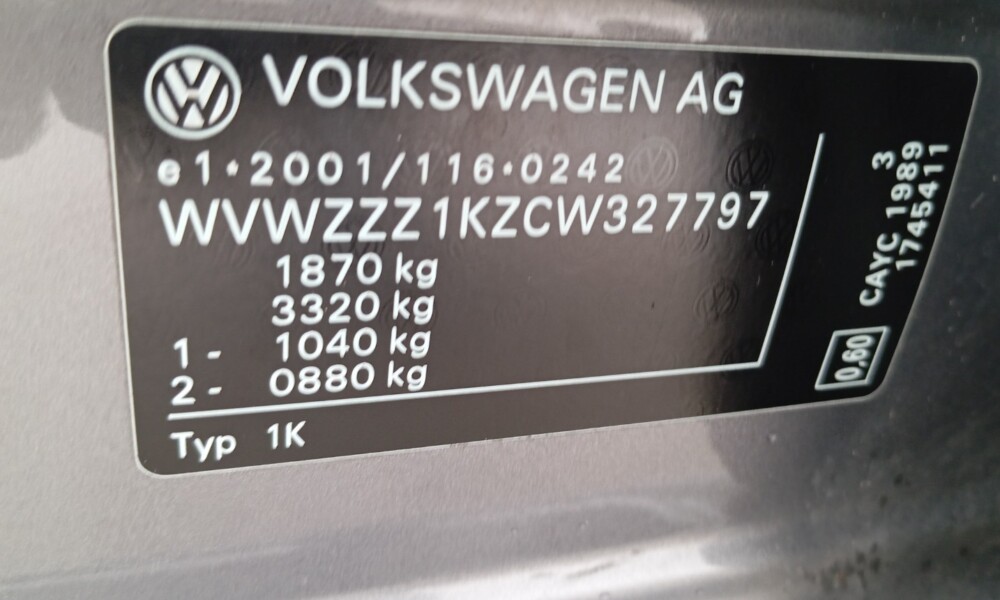 VOLKSWAGEN AG
e1*2001/116*0242
WVWZZZ1KZCW327797
1870 kg
3320 kg
1 - 1040 kg
2 - 0880 kg
Typ 1K
3
CAYC 1989
1745411
0,60